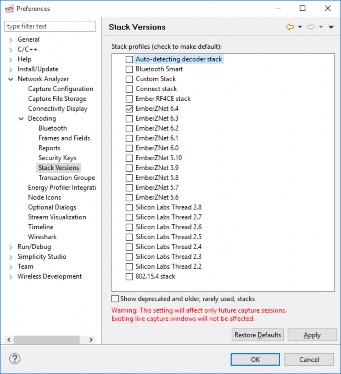 Preferences
type filter text
General
C/C++
Help
Install/Update
Network Analyzer
Capture Configuration
Capture File Storage
Connectivity Display
Decoding
Bluetooth
Frames and Fields
Reports
Security Keys
Stack Versions
Transaction Groupe
Energy Profiler Integrati
Node Icons
Optional Dialogs
Stream Visualization
Timeline
Wireshark
Run/Debug
Simplicity Studio
Team
Wireless Development
Stack Versions
Stack profiles (check to make default):
Auto-detecting decoder stack
Bluetooth Smart
Custom Stack
Connect stack
Ember RF4CE stack
EmberZNet 6.4
EmberZNet 6.3
EmberZNet 6.2
EmberZNet 6.1
EmberZNet 6.0
EmberZNet 5.10
EmberZNet 5.9
EmberZNet 5.8
EmberZNet 5.7
EmberZNet 5.6
Silicon Labs Thread 2.8
Silicon Labs Thread 2.7
Silicon Labs Thread 2.6
Silicon Labs Thread 2.5
Silicon Labs Thread 2.4
Silicon Labs Thread 2.3
Silicon Labs Thread 2.2
802.15.4 stack
Show deprecated and older, rarely used, stacks
Warning: This setting will affect only future capture sessions.
Existing live capture windows will not be affected.
Restore Defaults
Apply
OK
Cancel